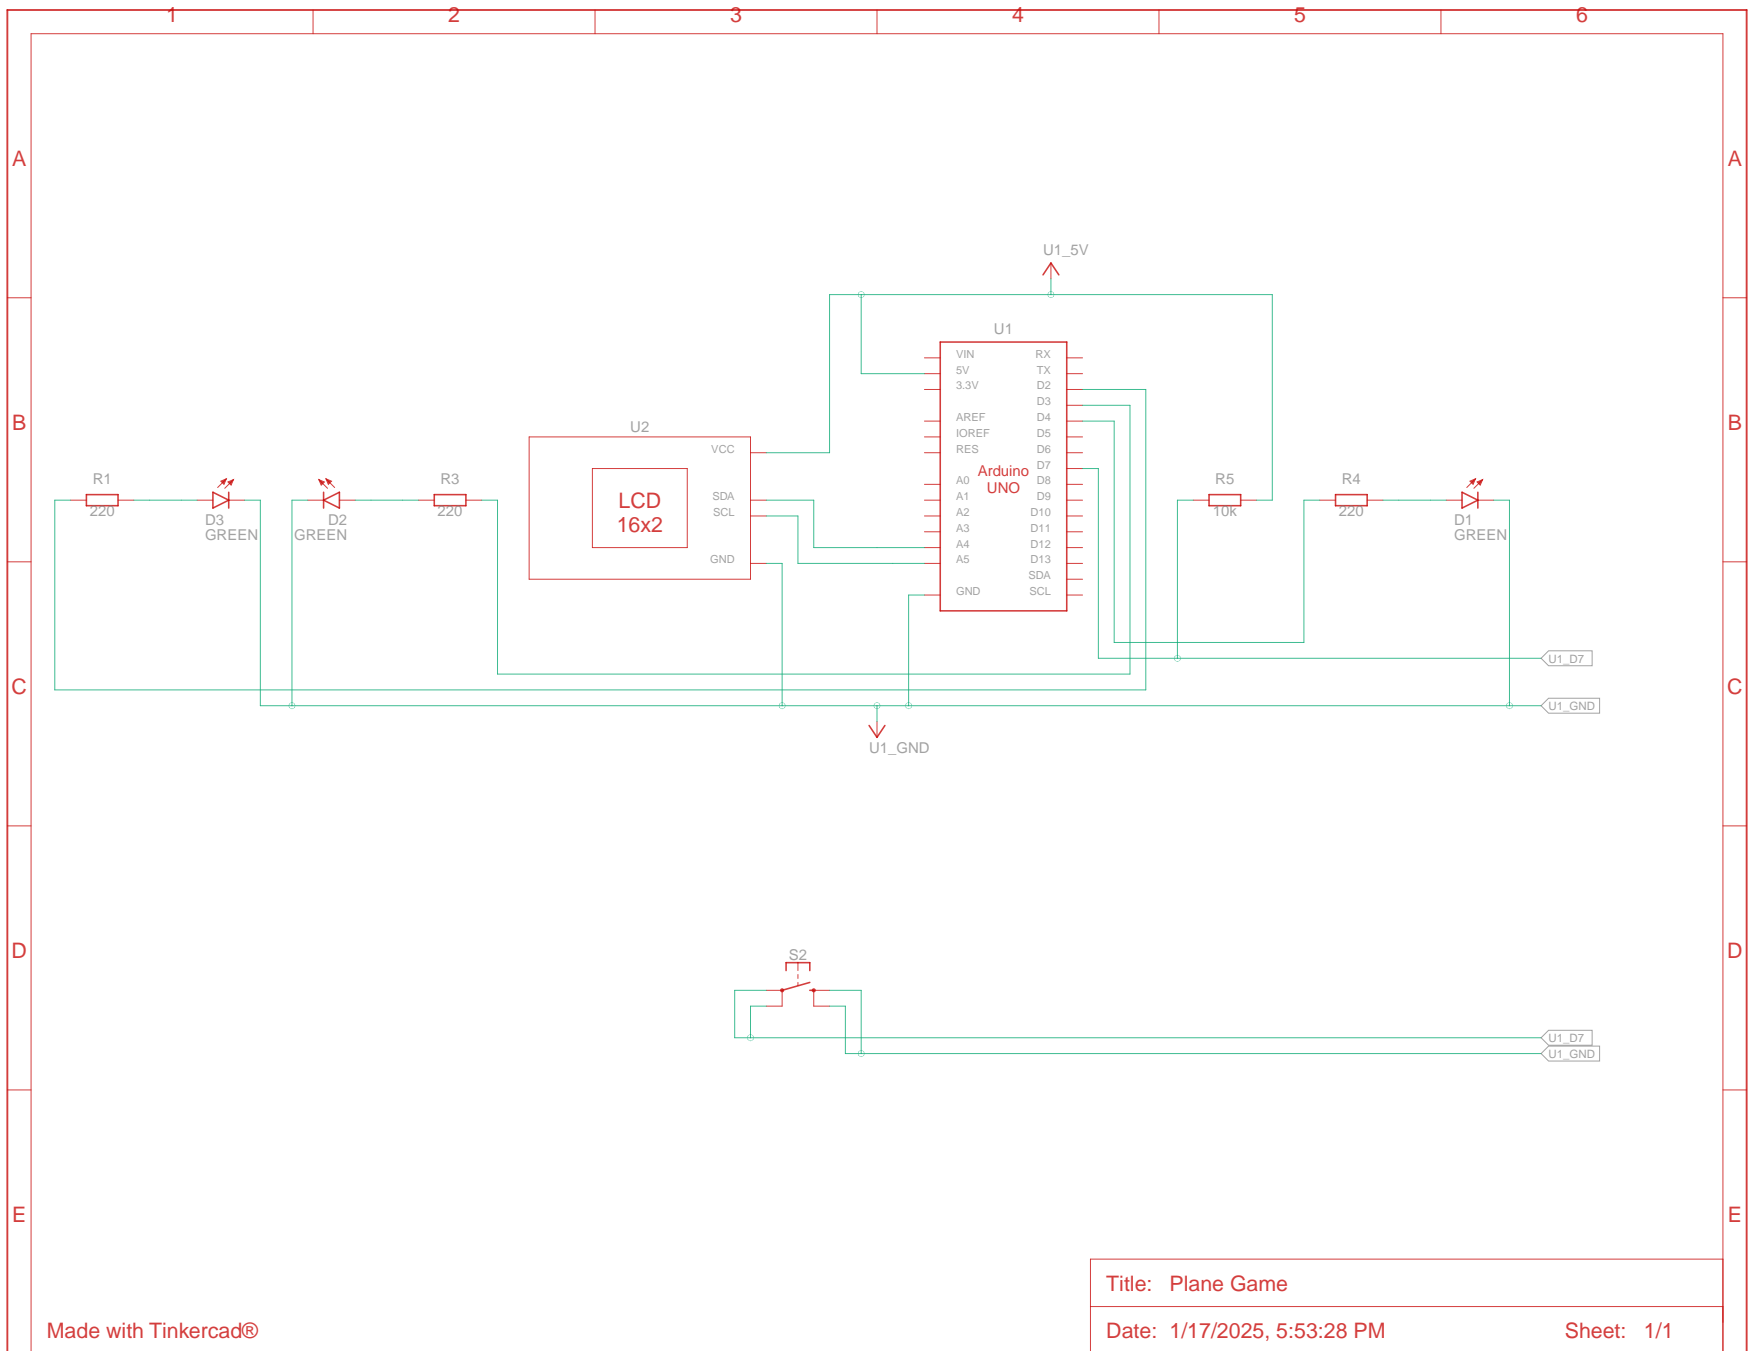 1 2 3 4 5 6
A A
U1_5V
U1
VIN RX
5V TX
3.3V D2
D3
AREF D4
IOREF D5
RES D6
D7
A0 D8
A1 D9
A2 D10
A3 D11
A4 D12
A5 D13
SDA
GND SCL
Arduino
UNO
B B
U2
VCC
SDA
SCL
GND
LCD
16x2
R1
220
D3
GREEN
D2
GREEN
R3
220
R5
10k
R4
220
D1
GREEN
U1_D7
C C
U1_GND
U1_GND
D D
S2
U1_D7
U1_GND
E E
Title: Plane Game
Made with Tinkercad®
Date: 1/17/2025, 5:53:28 PM Sheet: 1/1